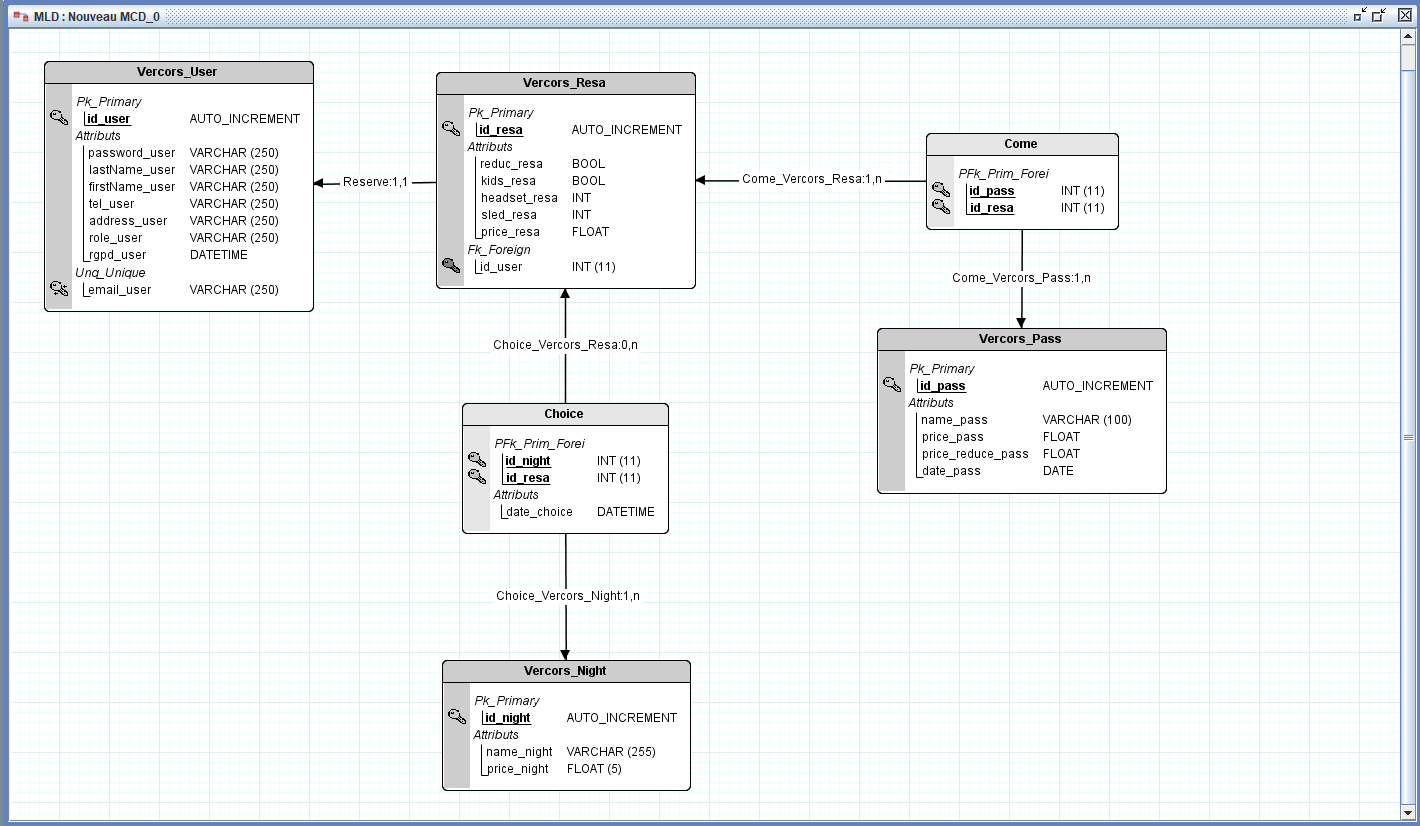 MLD : Nouveau MCD_0
Vercors_User
Pk_Primary
id_user AUTO_INCREMENT
Attributs
password_user VARCHAR (250)
lastName_user VARCHAR (250)
firstName_user VARCHAR (250)
tel_user VARCHAR (250)
address_user VARCHAR (250)
role_user VARCHAR (250)
rgpd_user DATETIME
Unq_Unique
email_user VARCHAR (250)
Reserve:1,1
Vercors_Resa
Pk_Primary
id_resa AUTO_INCREMENT
Attributs
reduc_resa BOOL
kids_resa BOOL
headset_resa INT
sled_resa INT
price_resa FLOAT
Fk_Foreign
id_user INT (11)
Come_Vercors_Resa:1,n
Come
PFk_Prim_Forei
id_pass INT (11)
id_resa INT (11)
Come_Vercors_Pass:1,n
Vercors_Pass
Pk_Primary
id_pass AUTO_INCREMENT
Attributs
name_pass VARCHAR (100)
price_pass FLOAT
price_reduce_pass FLOAT
date_pass DATE
Choice_Vercors_Resa:0,n
Choice
PFk_Prim_Forei
id_night INT (11)
id_resa INT (11)
Attributs
date_choice DATETIME
Choice_Vercors_Night:1,n
Vercors_Night
Pk_Primary
id_night AUTO_INCREMENT
Attributs
name_night VARCHAR (255)
price_night FLOAT (5)